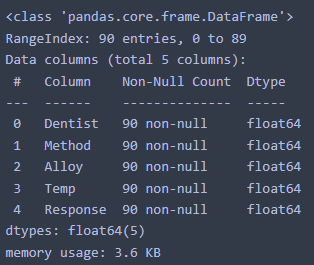 <class 'pandas.core.frame.DataFrame'>
RangeIndex: 90 entries, 0 to 89
Data columns (total 5 columns):
 #   Column    Non-Null Count  Dtype
---  ------    --------------  -----
 0   Dentist   90 non-null     float64
 1   Method    90 non-null     float64
 2   Alloy     90 non-null     float64
 3   Temp      90 non-null     float64
 4   Response  90 non-null     float64
dtypes: float64(5)
memory usage: 3.6 KB